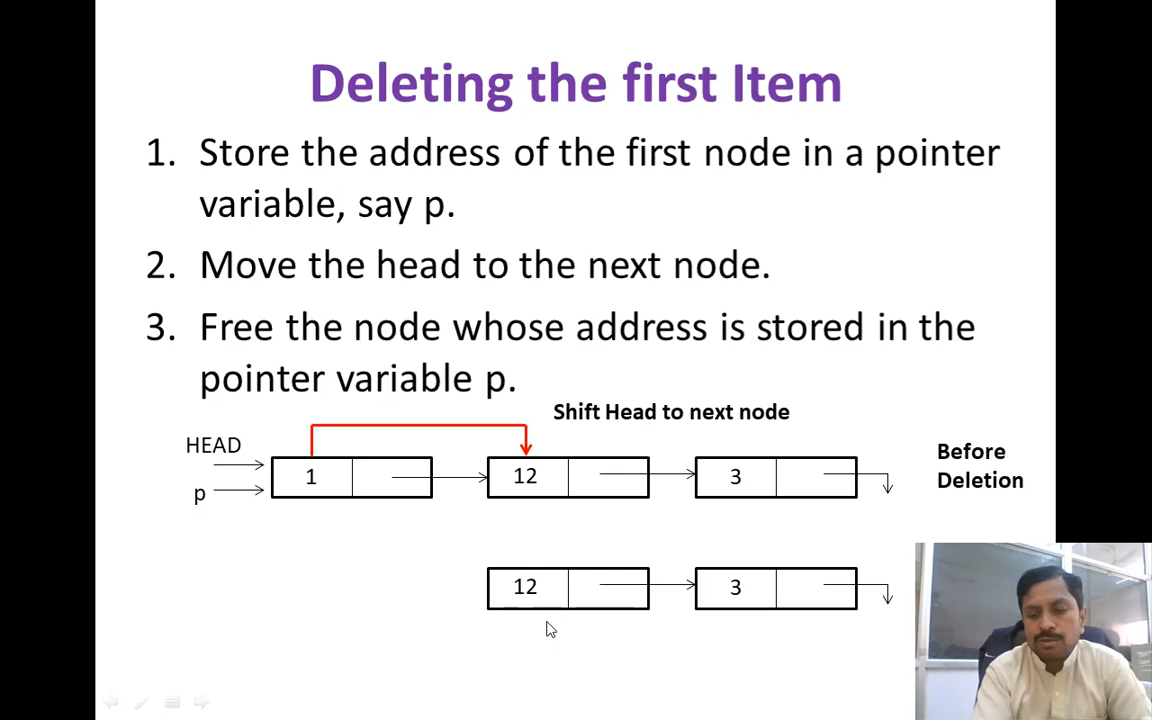 Deleting the first Item
1. Store the address of the first node in a pointer
variable, say p.
2. Move the head to the next node.
3. Free the node whose address is stored in the
pointer variable p.
Shift Head to next node
HEAD
p
1
12
3
Before
Deletion
12
3